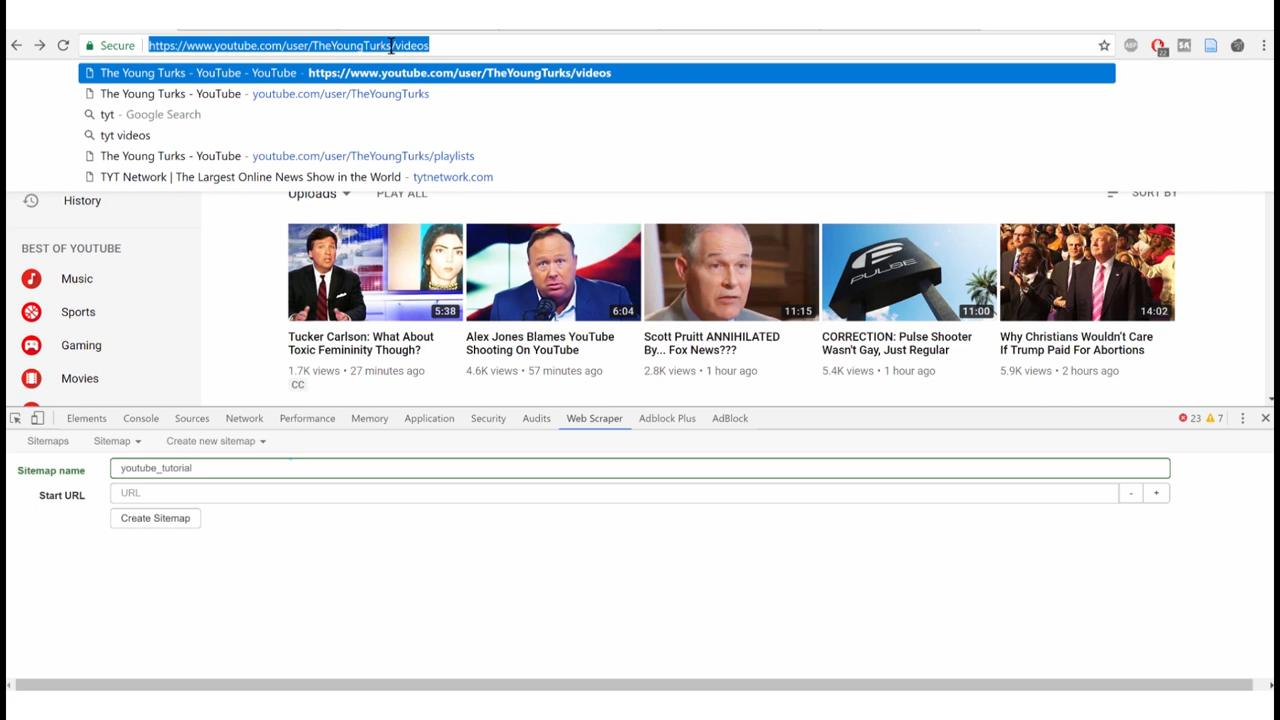 Secure https://www.youtube.com/user/TheYoungTurks/videos
ABP 22 SA
The Young Turks - YouTube - YouTube - https://www.youtube.com/user/TheYoungTurks/videos
The Young Turks - YouTube - youtube.com/user/TheYoungTurks
tyt - Google Search
tyt videos
The Young Turks - YouTube - youtube.com/user/TheYoungTurks/playlists
TYT Network | The Largest Online News Show in the World - tytnetwork.com
Uploads PLAY ALL SORT BY
History
BEST OF YOUTUBE
Music
Sports
Gaming
Movies
PULSE
5:38 6:04 11:15 11:00 14:02
Tucker Carlson: What About Toxic Femininity Though?
1.7K views • 27 minutes ago
CC
Alex Jones Blames YouTube Shooting On YouTube
4.6K views • 57 minutes ago
Scott Pruitt ANNIHILATED By... Fox News???
2.8K views • 1 hour ago
CORRECTION: Pulse Shooter Wasn't Gay, Just Regular
5.4K views • 1 hour ago
Why Christians Wouldn't Care If Trump Paid For Abortions
5.9K views • 2 hours ago
Elements Console Sources Network Performance Memory Application Security Audits Web Scraper Adblock Plus AdBlock 23 7
Sitemaps Sitemap Create new sitemap
Sitemap name youtube_tutorial
Start URL URL - +
Create Sitemap